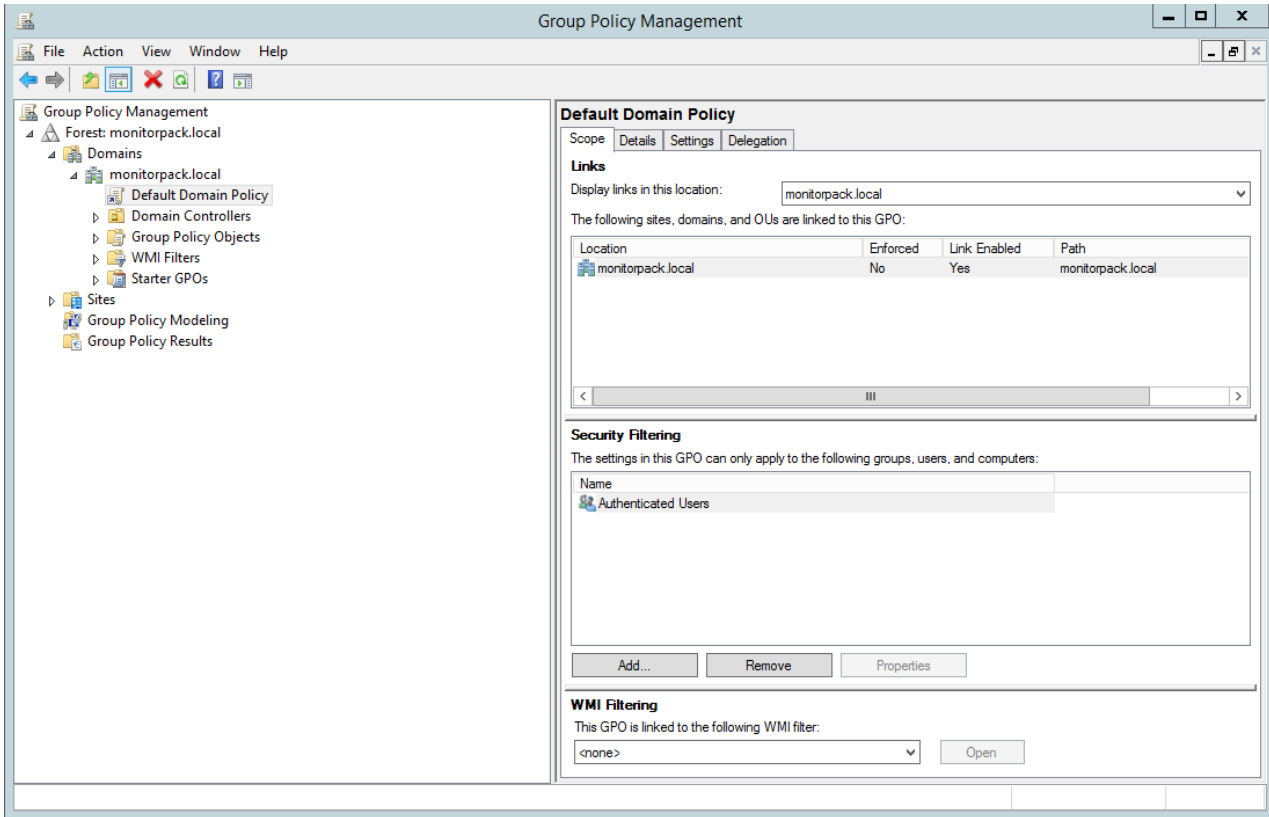 Group Policy Management
File Action View Window Help
Group Policy Management
Forest: monitorpack.local
Domains
monitorpack.local
Default Domain Policy
Domain Controllers
Group Policy Objects
WMI Filters
Starter GPOs
Sites
Group Policy Modeling
Group Policy Results
Default Domain Policy
Scope Details Settings Delegation
Links
Display links in this location: monitorpack.local
The following sites, domains, and OUs are linked to this GPO:
Location Enforced Link Enabled Path
monitorpack.local No Yes monitorpack.local
Security Filtering
The settings in this GPO can only apply to the following groups, users, and computers:
Name
Authenticated Users
Add... Remove Properties
WMI Filtering
This GPO is linked to the following WMI filter:
<none> Open